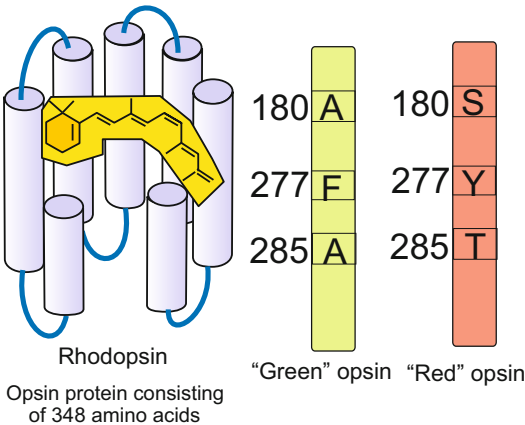 180 A
277 F
285 A
180 S
277 Y
285 T
Rhodopsin
Opsin protein consisting
of 348 amino acids
“Green” opsin
“Red” opsin